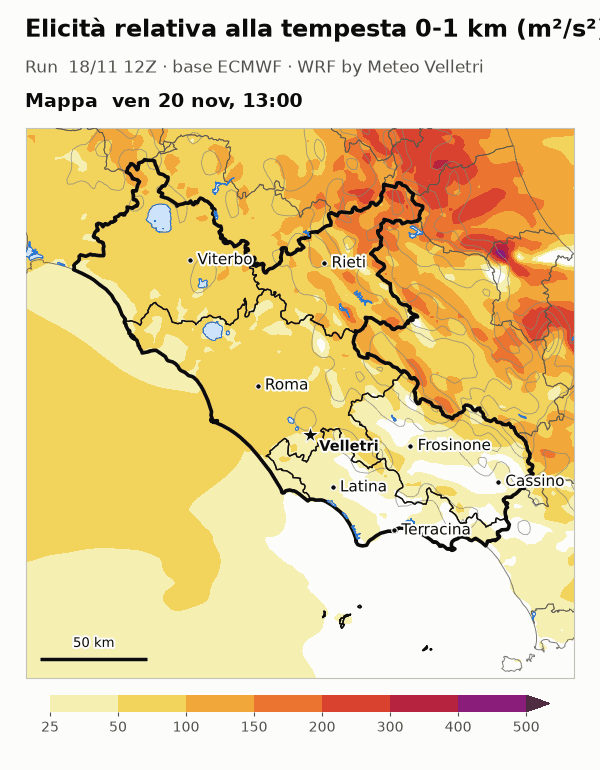 Elicità relativa alla tempesta 0-1 km (m²/s²)
Run 18/11 12Z · base ECMWF · WRF by Meteo Velletri
Mappa ven 20 nov, 13:00
Viterbo
Rieti
Roma
Velletri
Frosinone
Latina
Cassino
Terracina
50 km
25 50 100 150 200 300 400 500